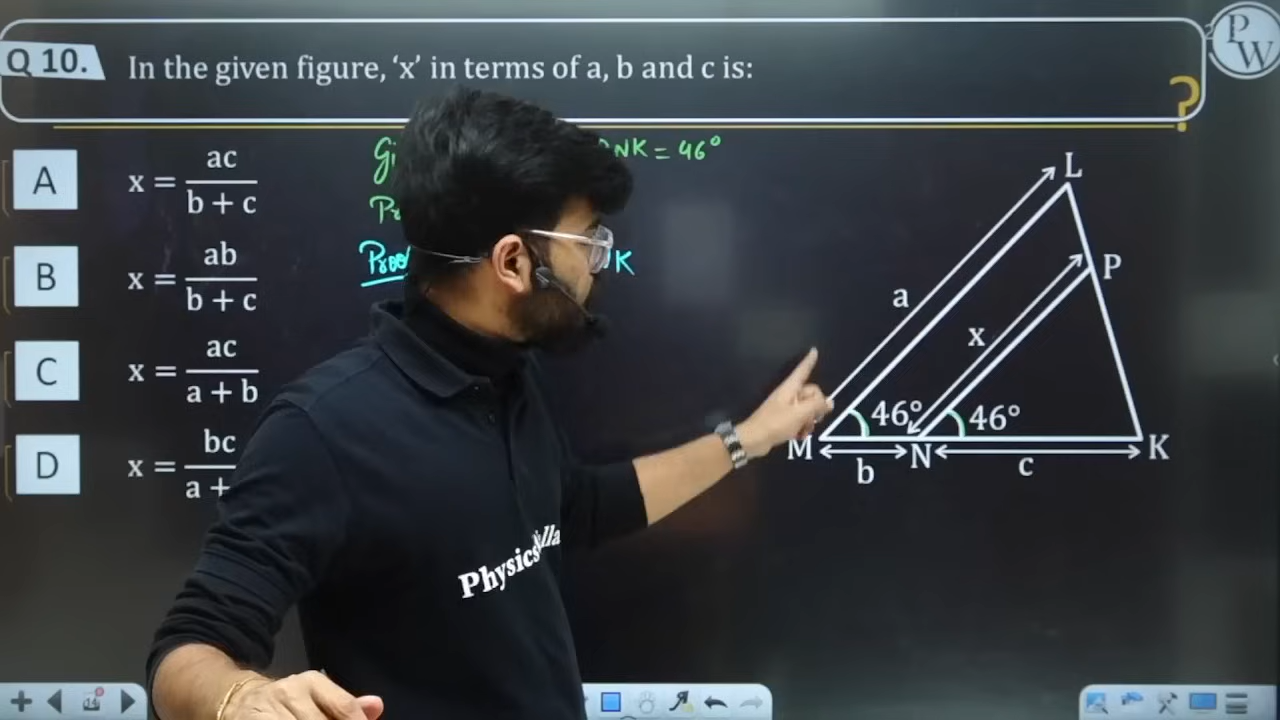 Q 10. In the given figure, 'x' in terms of a, b and c is:
P
W
?
A x = ac / b + c
B x = ab / b + c
C x = ac / a + b
D x = bc / a +
NK = 46°
K
L
P
a
x
46° 46°
M N K
b c
Physics